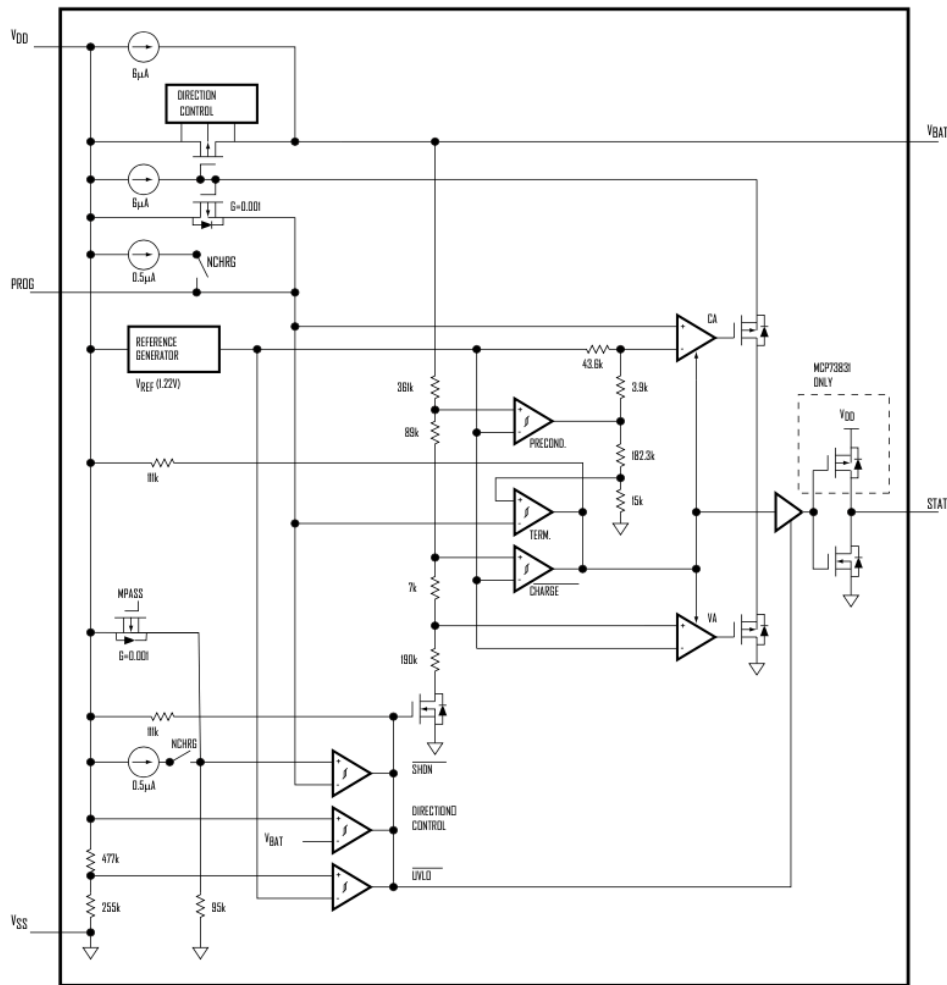 VDD
6μA
DIRECTION
CONTROL
VBAT
6μA
G=0.001
0.5μA
NCHRG
PROG
REFERENCE
GENERATOR
VREF (1.22V)
+
-
CA
43.6k
3.9k
361k
89k
+
-
PRECOND.
MCP73831
ONLY
VDD
111k
182.3k
15k
+
-
TERM.
STAT
+
-
CHARGE
7k
MPASS
G=0.001
+
-
VA
190k
111k
NCHRG
0.5μA
+
-
SHDN
+
-
VBAT
DIRECTION▯
CONTROL
477k
+
-
UVLO
255k
95k
VSS